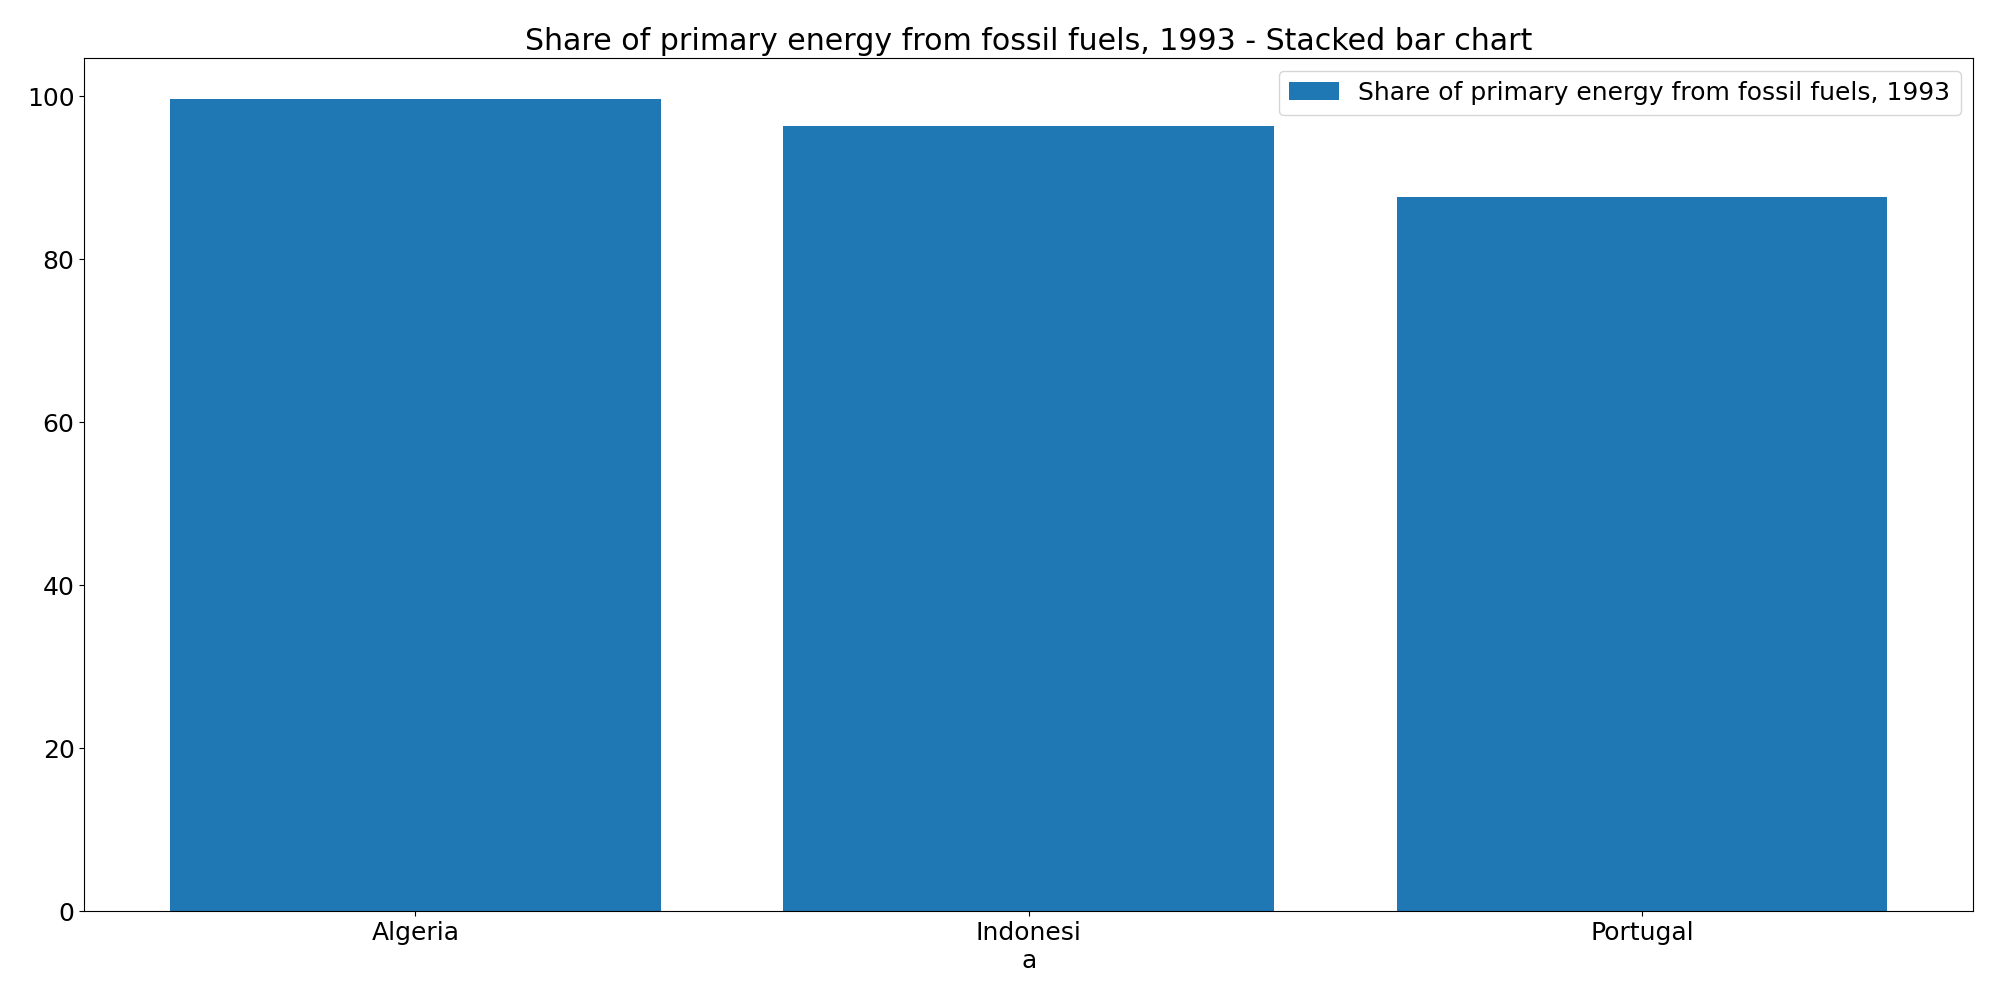 Share of primary energy from fossil fuels, 1993 - Stacked bar chart
Share of primary energy from fossil fuels, 1993
100
80
60
40
20
0
Algeria
Indonesi
a
Portugal